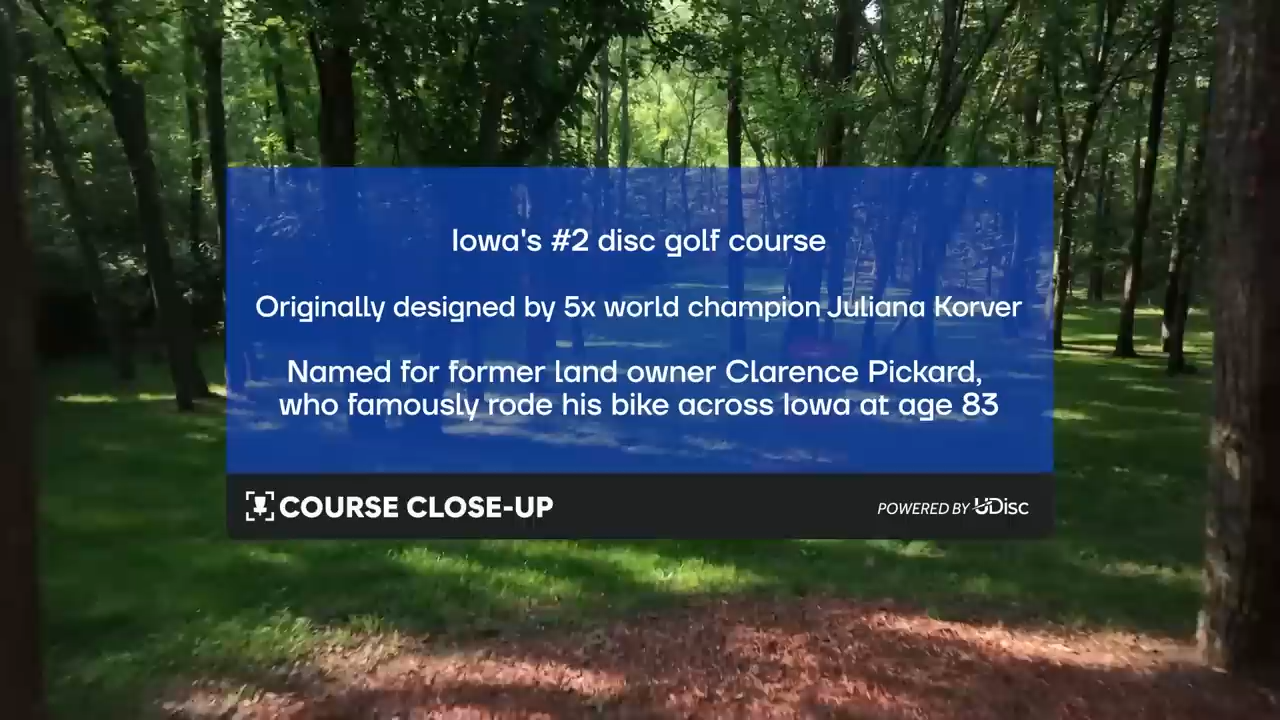 Iowa's #2 disc golf course
Originally designed by 5x world champion Juliana Korver
Named for former land owner Clarence Pickard,
who famously rode his bike across Iowa at age 83
COURSE CLOSE-UP
POWERED BY UDisc